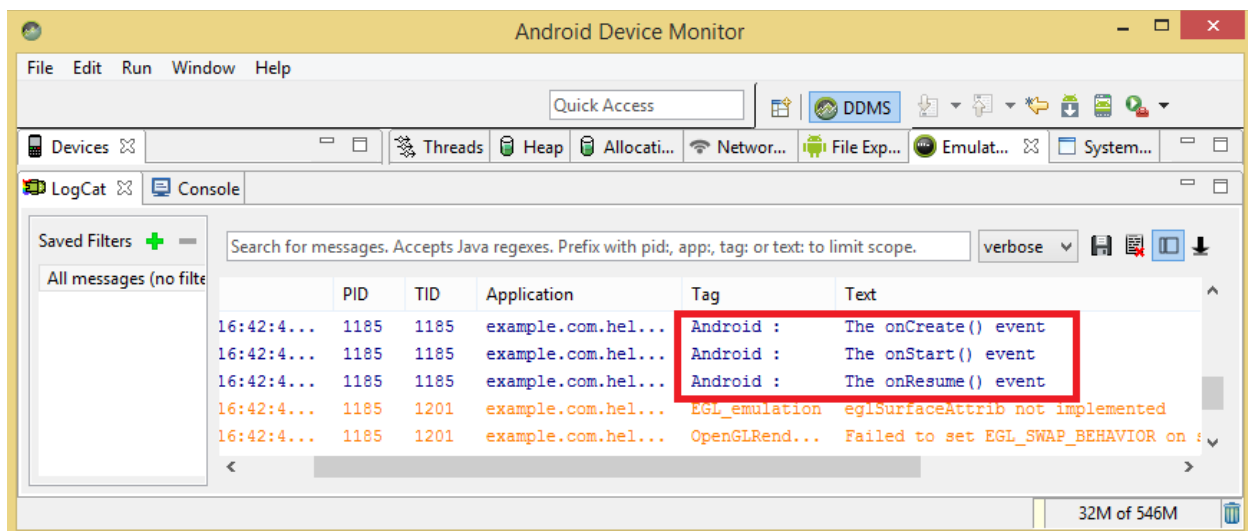 Android Device Monitor
File Edit Run Window Help
Quick Access DDMS
Devices Threads Heap Allocati... Networ... File Exp... Emulat... System...
LogCat Console
Saved Filters Search for messages. Accepts Java regexes. Prefix with pid:, app:, tag: or text: to limit scope. verbose
All messages (no filte
PID TID Application Tag Text
16:42:4... 1185 1185 example.com.hel... Android : The onCreate() event
16:42:4... 1185 1185 example.com.hel... Android : The onStart() event
16:42:4... 1185 1185 example.com.hel... Android : The onResume() event
16:42:4... 1185 1201 example.com.hel... EGL_emulation eglSurfaceAttrib not implemented
16:42:4... 1185 1201 example.com.hel... OpenGLRend... Failed to set EGL_SWAP_BEHAVIOR on s
32M of 546M